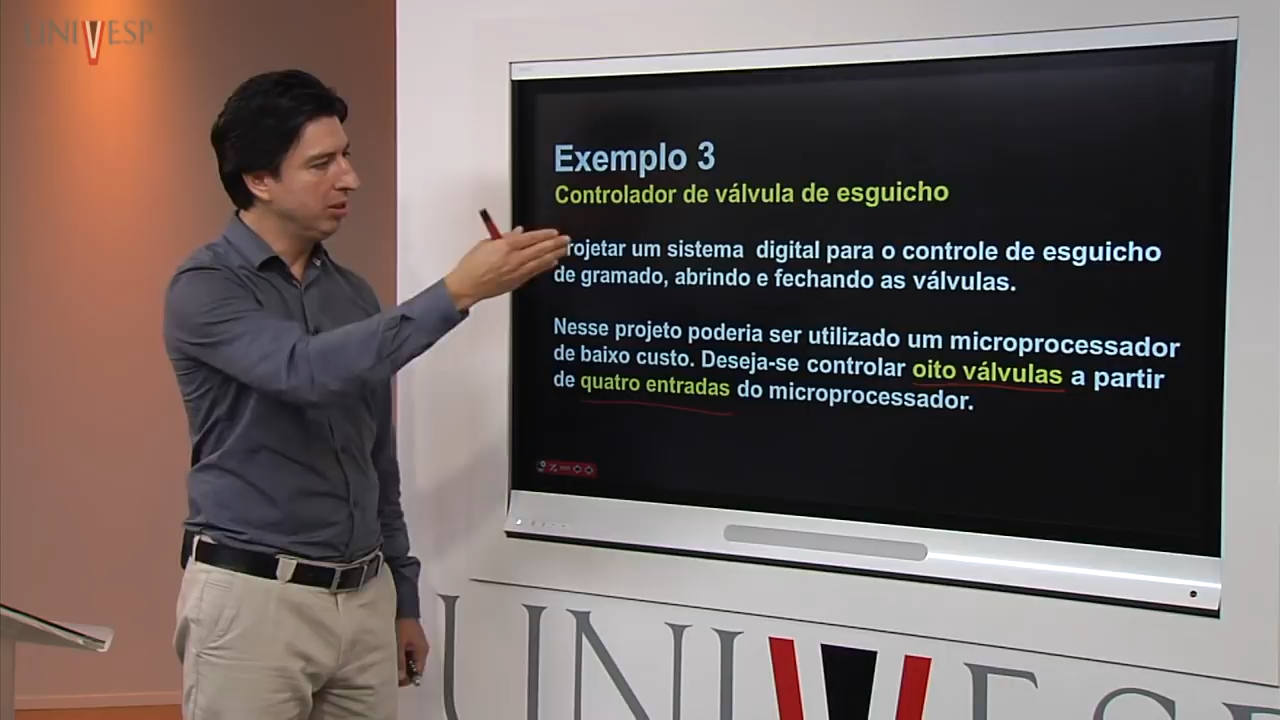 UNIVESP
Exemplo 3
Controlador de válvula de esguicho
rojetar um sistema digital para o controle de esguicho
de gramado, abrindo e fechando as válvulas.
Nesse projeto poderia ser utilizado um microprocessador
de baixo custo. Deseja-se controlar oito válvulas a partir
de quatro entradas do microprocessador.
UNIVESP